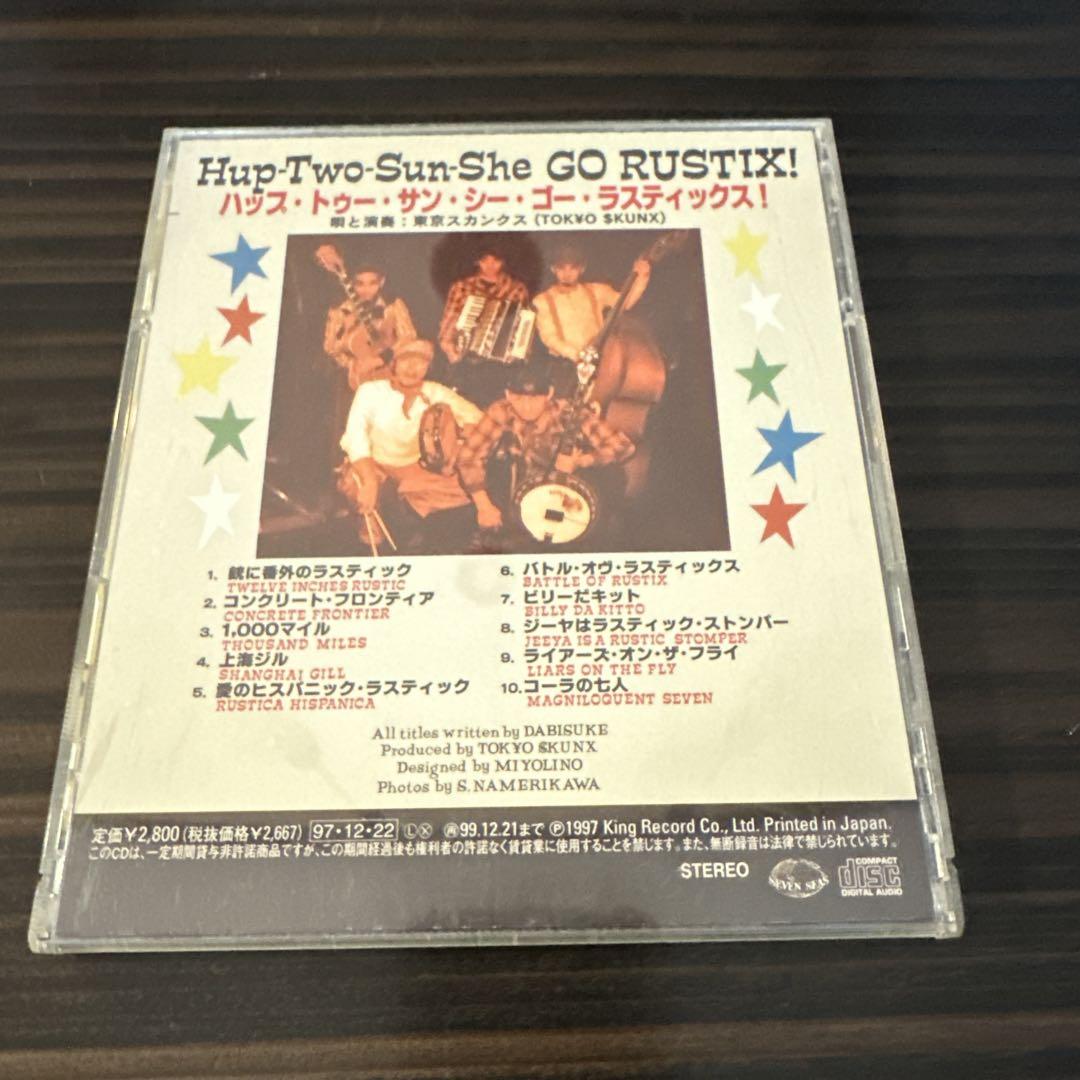 Hup-Two-Sun-She GO RUSTIX!
ハップ・トゥー・サン・シー・ゴー・ラスティックス!
唄と演奏:東京スカンクス (TOK¥O $KUNX)
1. 銃に番外のラスティック
TWELVE INCHES RUSTIC
2. コンクリート・フロンティア
CONCRETE FRONTIER
3. 1,000マイル
THOUSAND MILES
4. 上海ジル
SHANGHAI GILL
5. 愛のヒスパニック・ラスティック
RUSTICA HISPANICA
6. バトル・オヴ・ラスティックス
BATTLE OF RUSTIX
7. ビリーだキット
BILLY DA KITTO
8. ジーヤはラスティック・ストンパー
JEEYA IS A RUSTIC STOMPER
9. ライアーズ・オン・ザ・フライ
LIARS ON THE FLY
10. コーラの七人
MAGNILOQUENT SEVEN
All titles written by DABISUKE
Produced by TOK¥O $KUNX
Designed by MIYOLINO
Photos by S. NAMERIKAWA
定価¥2,800 (税抜価格¥2,667) 97・12・22 Ⓛ Ⓧ ㊞99.12.21まで Ⓟ1997 King Record Co., Ltd. Printed in Japan.
このCDは、一定期間貸与非許諾商品ですが、この期間経過後も権利者の許諾なく賃貸業に使用することを禁じます。また、無断録音は法律で禁じられています。
STEREO
SEVEN SEAS
COMPACT
disc
DIGITAL AUDIO